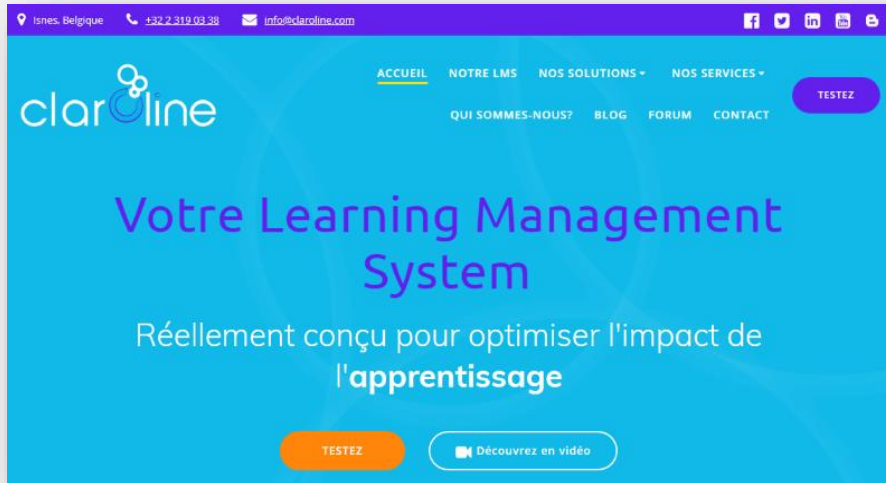 Isnes, Belgique +32 2 319 03 38 info@claroline.com
claroline
ACCUEIL NOTRE LMS NOS SOLUTIONS NOS SERVICES
QUI SOMMES-NOUS? BLOG FORUM CONTACT
TESTEZ
Votre Learning Management
System
Réellement conçu pour optimiser l'impact de
l'apprentissage
TESTEZ Découvrez en vidéo